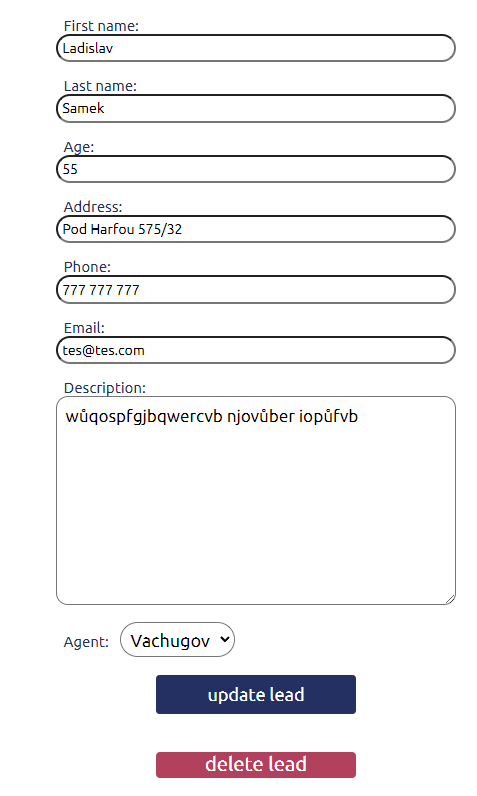 First name:
Ladislav
Last name:
Samek
Age:
55
Address:
Pod Harfou 575/32
Phone:
777 777 777
Email:
tes@tes.com
Description:
wůqospfgjbqwercvb njovůber iopůfvb
Agent: Vachugov
update lead
delete lead